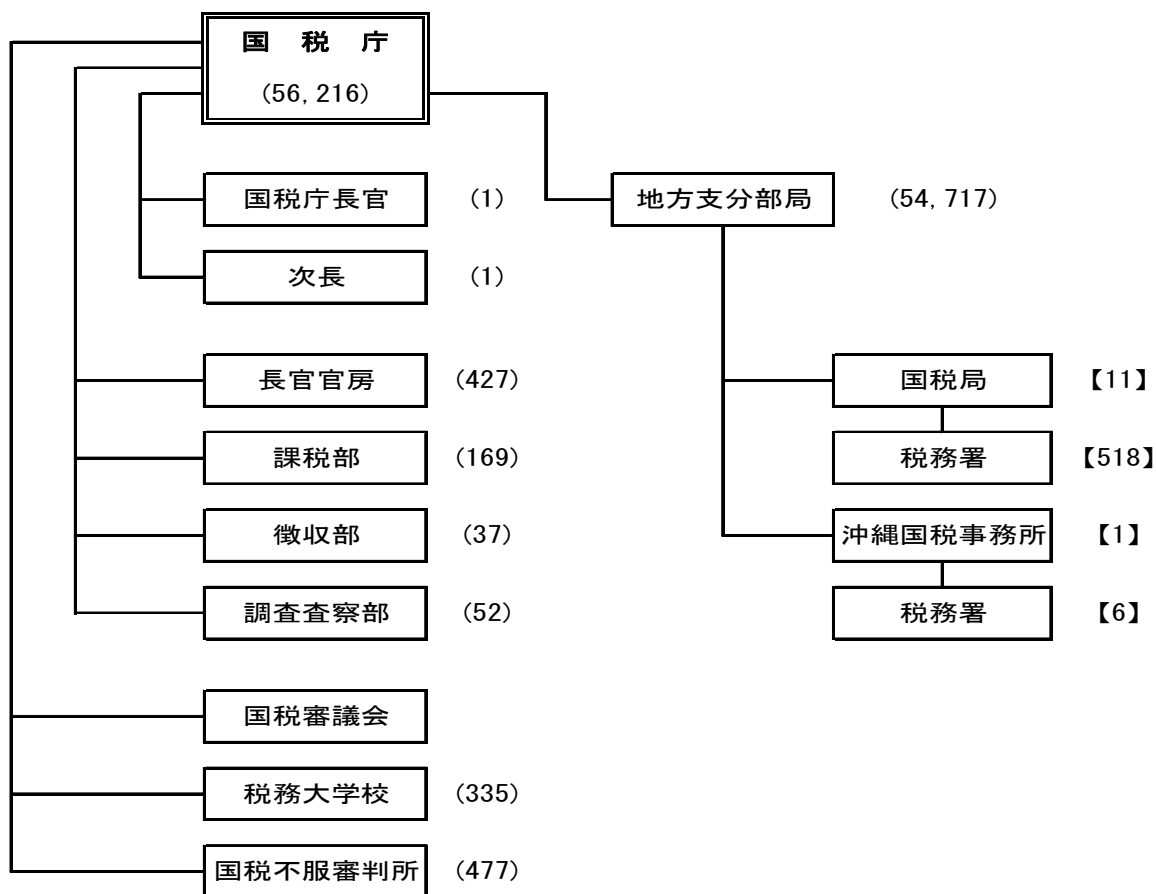 国 税 庁
(56,216)
国税庁長官 (1)
次長 (1)
長官官房 (427)
課税部 (169)
徴収部 (37)
調査査察部 (52)
国税審議会
税務大学校 (335)
国税不服審判所 (477)
地方支分部局 (54,717)
国税局 【11】
税務署 【518】
沖縄国税事務所 【1】
税務署 【6】